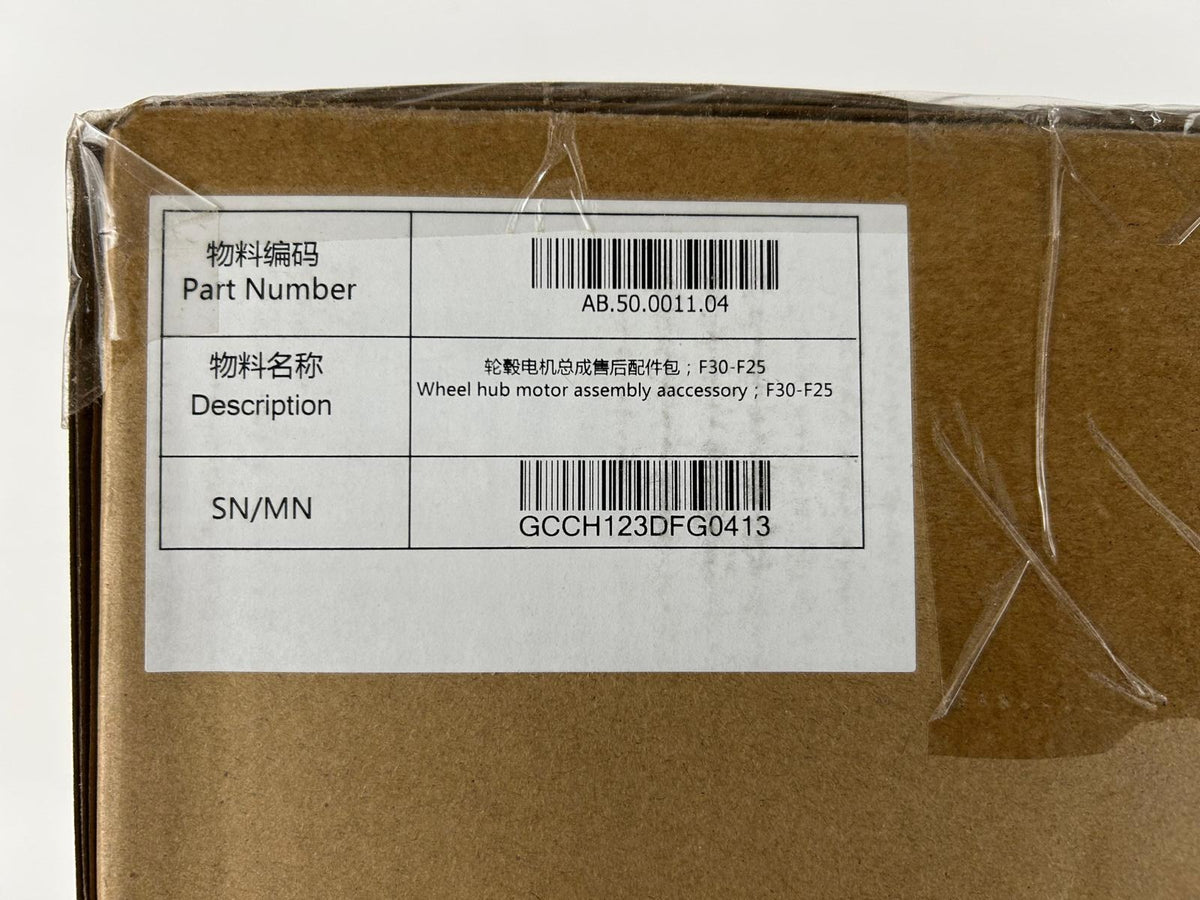 物料编码
Part Number
AB.50.0011.04
物料名称
Description
轮毂电机总成售后配件包；F30-F25
Wheel hub motor assembly aaccessory；F30-F25
SN/MN
GCCH123DFG0413